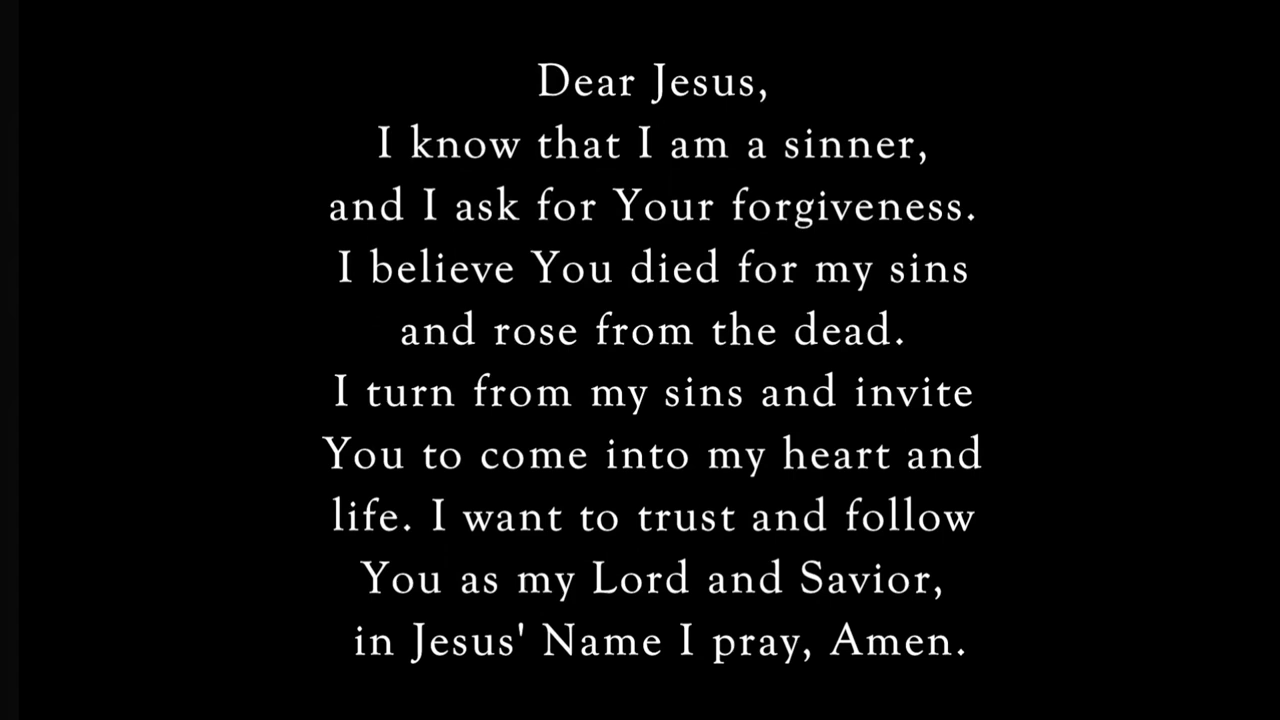 Dear Jesus,
I know that I am a sinner,
and I ask for Your forgiveness.
I believe You died for my sins
and rose from the dead.
I turn from my sins and invite
You to come into my heart and
life. I want to trust and follow
You as my Lord and Savior,
in Jesus' Name I pray, Amen.